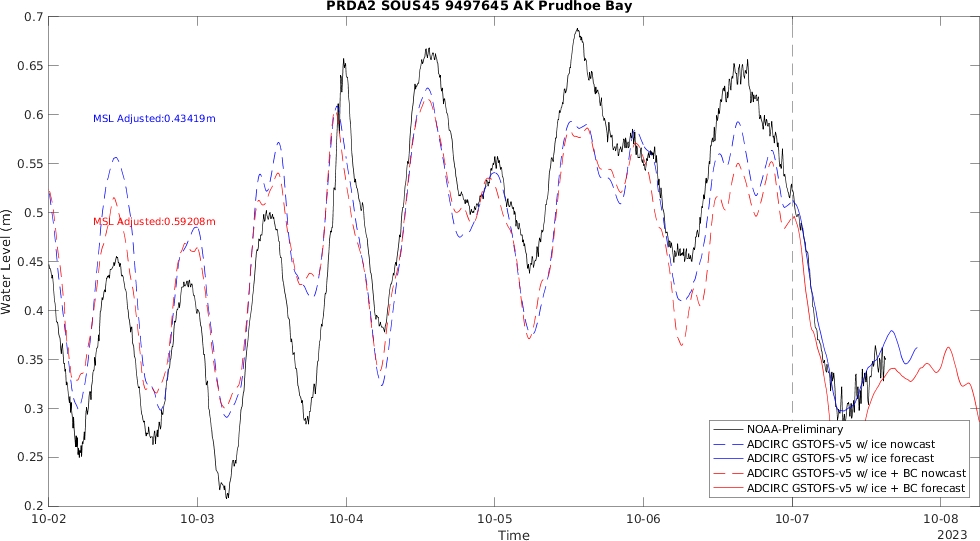 PRDA2 SOUS45 9497645 AK Prudhoe Bay
0.7
0.65
0.6
0.55
0.5
0.45
0.4
0.35
0.3
0.25
0.2
Water Level (m)
MSL Adjusted:0.43419m
MSL Adjusted:0.59208m
NOAA-Preliminary
ADCIRC GSTOFS-v5 w/ ice nowcast
ADCIRC GSTOFS-v5 w/ ice forecast
ADCIRC GSTOFS-v5 w/ ice + BC nowcast
ADCIRC GSTOFS-v5 w/ ice + BC forecast
10-02 10-03 10-04 10-05 10-06 10-07 10-08
Time
2023